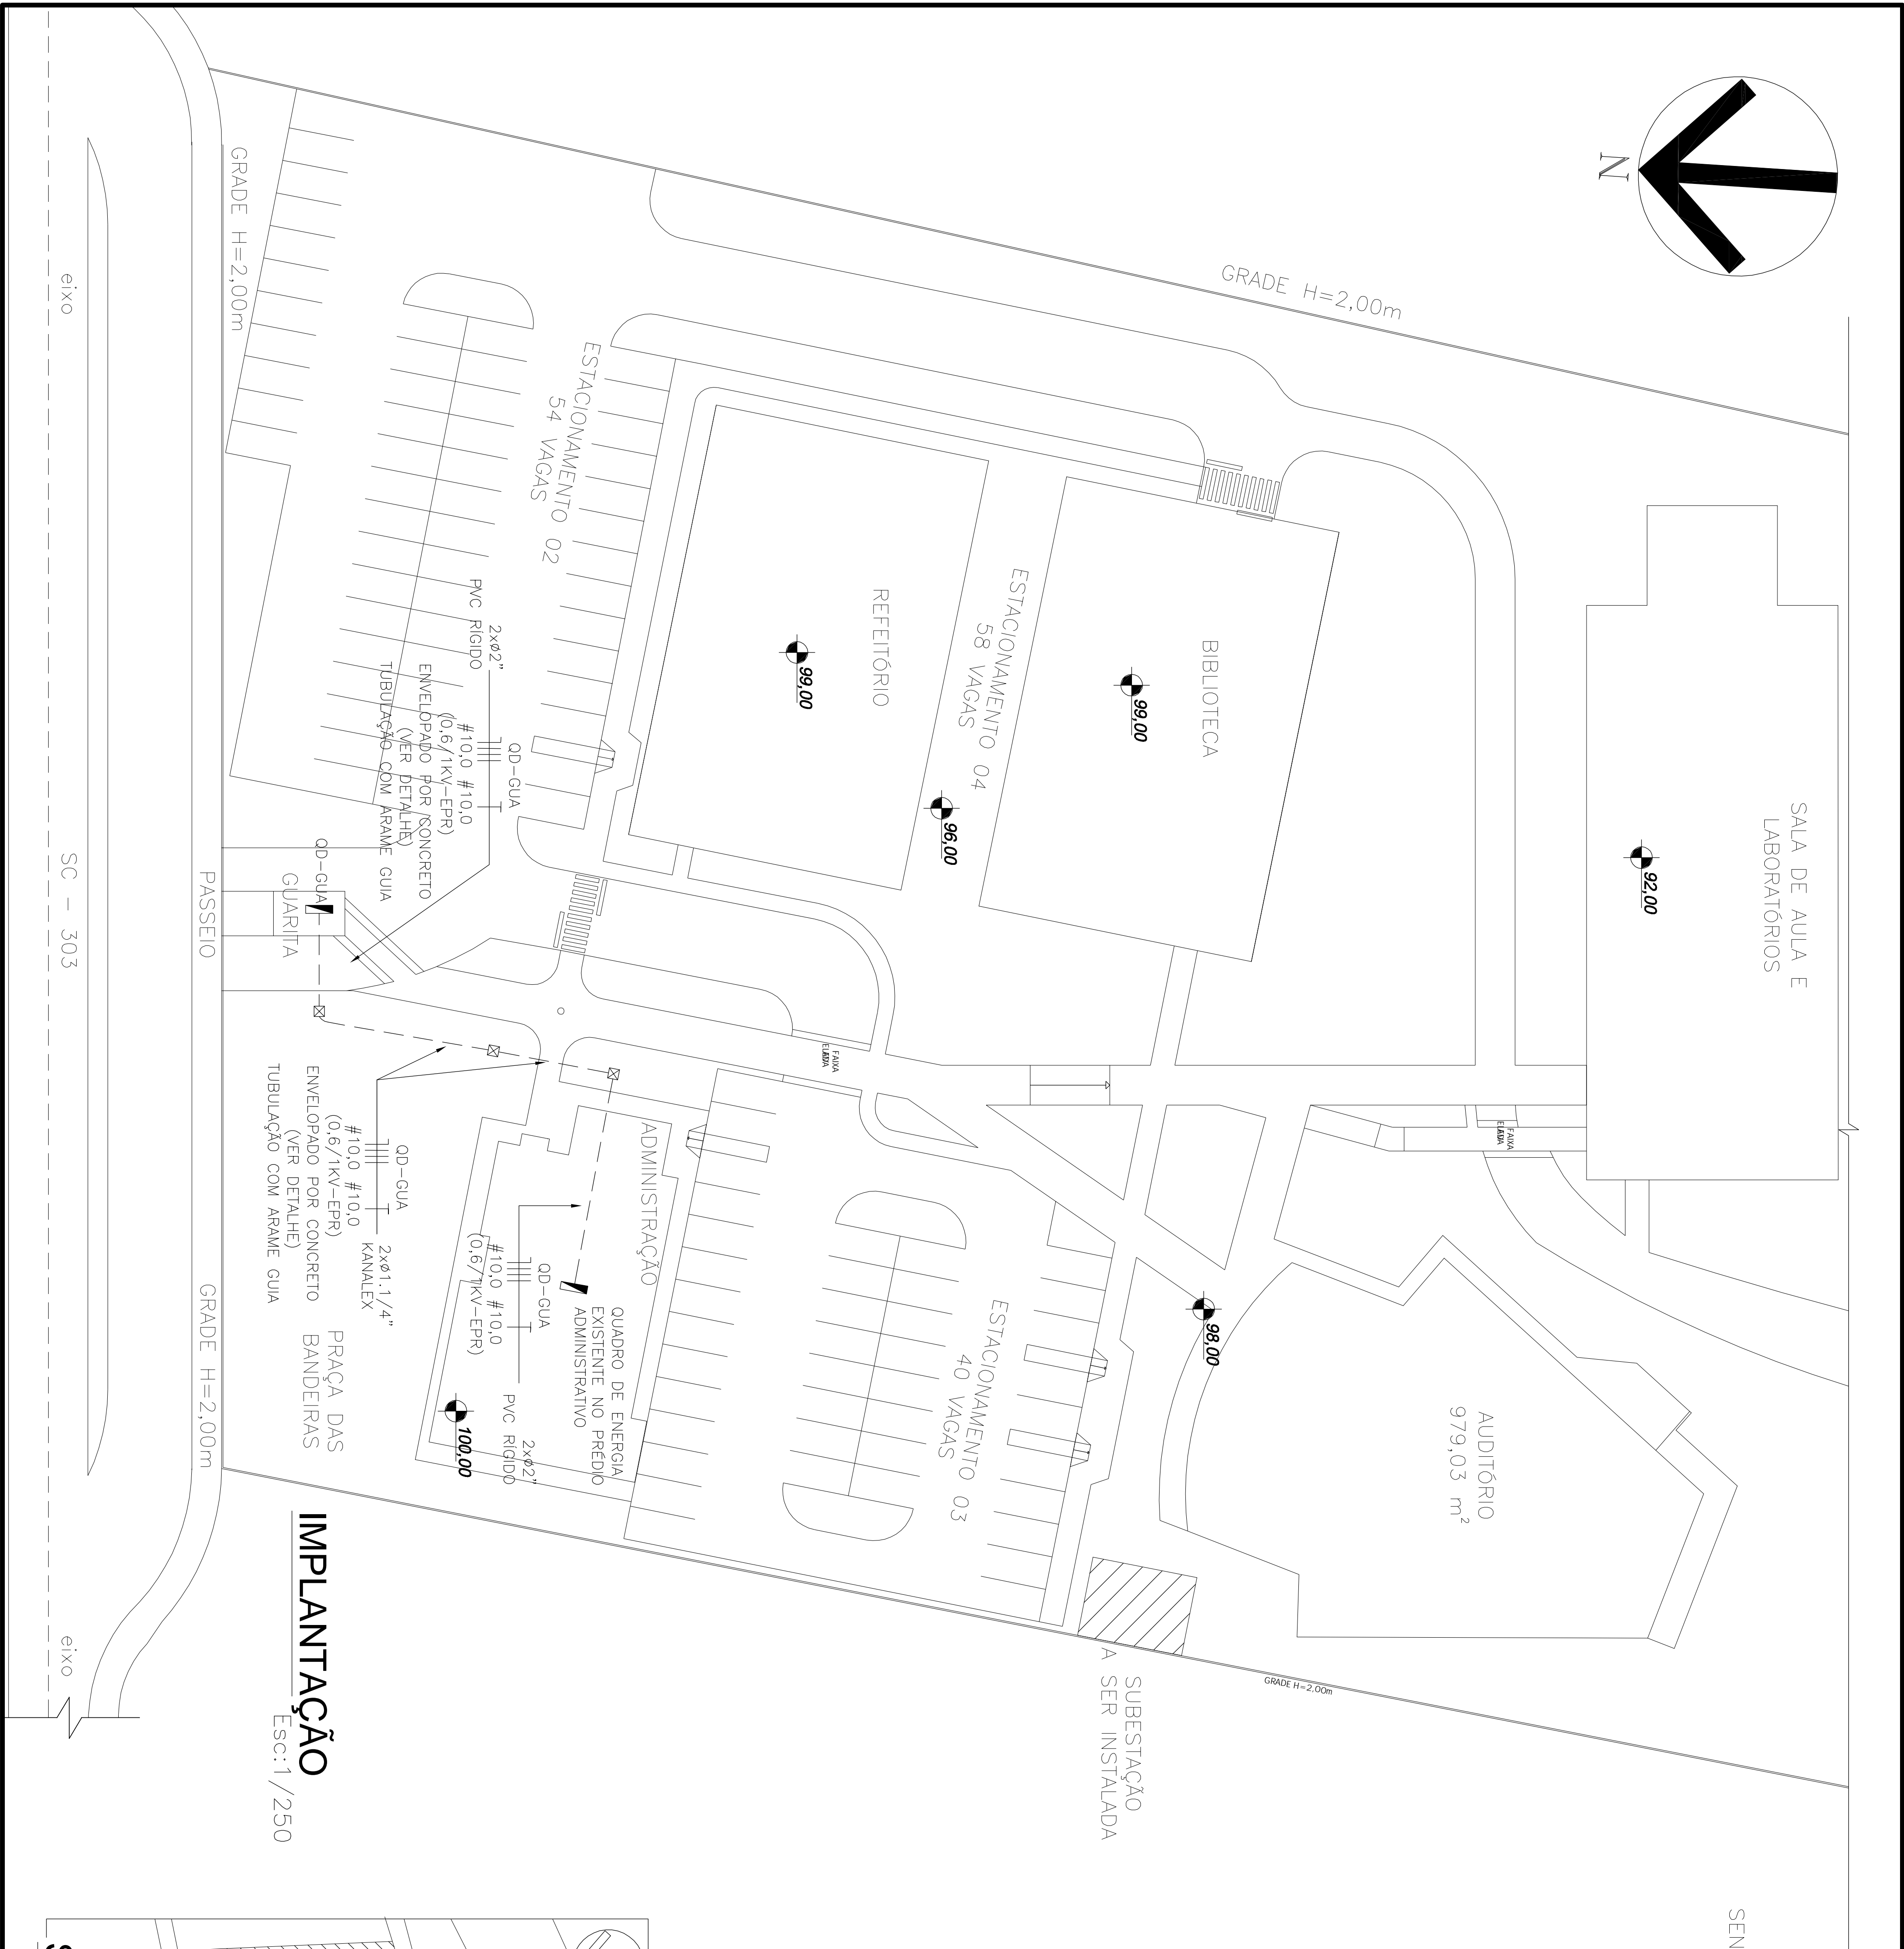 N
GRADE H=2,00m
GRADE H=2,00m
eixo
SC - 303
eixo
PASSEIO
GRADE H=2,00m
GRADE H=2,00m
SALA DE AULA E
LABORATÓRIOS
92,00
BIBLIOTECA
99,00
ESTACIONAMENTO 04
58 VAGAS
96,00
REFEITÓRIO
99,00
ESTACIONAMENTO 02
54 VAGAS
2xø2"
PVC RÍGIDO
QD-GUA
#10,0 #10,0
(0,6/1KV-EPR)
ENVELOPADO POR CONCRETO
(VER DETALHE)
TUBULAÇÃO COM ARAME GUIA
QD-GUA
GUARITA
FAIXA
FAIXA
AUDITÓRIO
979,03 m²
98,00
ESTACIONAMENTO 03
40 VAGAS
ADMINISTRAÇÃO
QUADRO DE ENERGIA
EXISTENTE NO PRÉDIO
ADMINISTRATIVO
QD-GUA
#10,0 #10,0
(0,6/1KV-EPR)
2xø2"
PVC RÍGIDO
100,00
QD-GUA
#10,0 #10,0
(0,6/1KV-EPR)
2xø1.1/4"
KANALEX
ENVELOPADO POR CONCRETO
(VER DETALHE)
TUBULAÇÃO COM ARAME GUIA
PRAÇA DAS
BANDEIRAS
SUBESTAÇÃO
A SER INSTALADA
IMPLANTAÇÃO
Esc:1/250
SEN
S